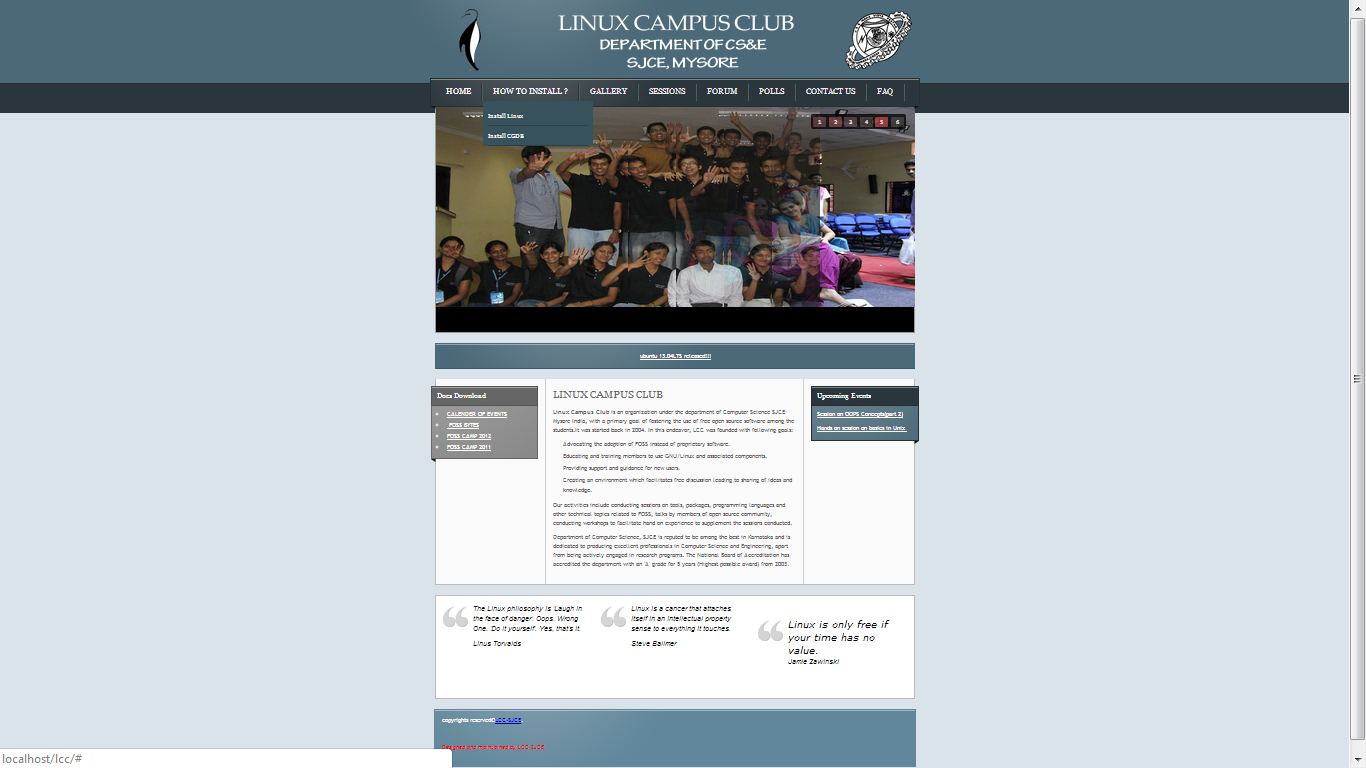 LINUX CAMPUS CLUB
DEPARTMENT OF CS&E
SJCE, MYSORE
HOME
HOW TO INSTALL ?
GALLERY
SESSIONS
FORUM
POLLS
CONTACT US
FAQ
Install Linux
Install CGDB
1 2 3 4 5 6
ubuntu 13.04LTS released!!!
Docs Download
CALENDER OF EVENTS
FOSS BYTES
FOSS CAMP 2012
FOSS CAMP 2011
LINUX CAMPUS CLUB
Linux Campus Club is an organization under the department of Computer Science SJCE
Mysore India, with a primary goal of fostering the use of free open source software among the
students.It was started back in 2004. In this endeavor, LCC was founded with following goals:
Advocating the adoption of FOSS instead of proprietary software.
Educating and training members to use GNU/Linux and associated components.
Providing support and guidance for new users.
Creating an environment which facilitates free discussion leading to sharing of ideas and
knowledge.
Our activities include conducting sessions on tools, packages, programming languages and
other technical topics related to FOSS, talks by members of open source community,
conducting workshops to facilitate hand on experience to supplement the sessions conducted.
Department of Computer Science, SJCE is reputed to be among the best in Karnataka and is
dedicated to producing excellent professionals in Computer Science and Engineering, apart
from being actively engaged in research programs. The National Board of Accreditation has
accredited the department with an 'A' grade for 5 years (Highest possible award) from 2003.
Upcoming Events
Session on OOPS Concepts(part 2)
Hands on session on basics in Unix.
The Linux philosophy is 'Laugh in
the face of danger'. Oops. Wrong
One. 'Do it yourself'. Yes, that's it.
Linus Torvalds
Linux is a cancer that attaches
itself in an intellectual property
sense to everything it touches.
Steve Ballmer
Linux is only free if
your time has no
value.
Jamie Zawinski
copyrights reserved©LCC-SJCE.
Designed and maintained by LCC-SJCE
localhost/lcc/#